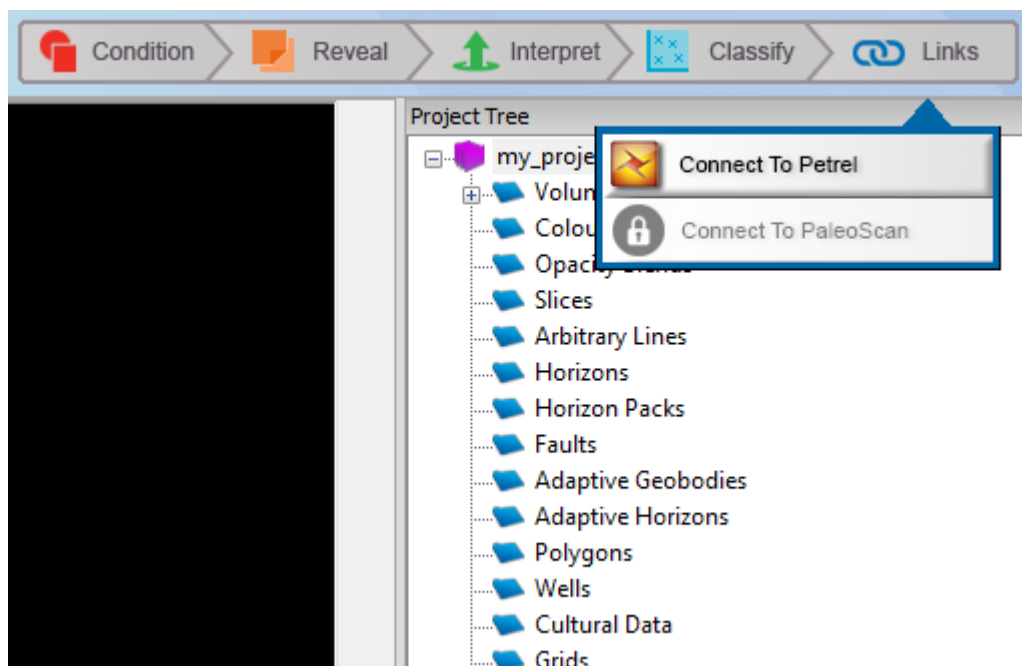 Condition Reveal Interpret Classify Links
Project Tree
my_proje
Connect To Petrel
Volum
Colou
Connect To PaleoScan
Opacity
Slices
Arbitrary Lines
Horizons
Horizon Packs
Faults
Adaptive Geobodies
Adaptive Horizons
Polygons
Wells
Cultural Data
Grids